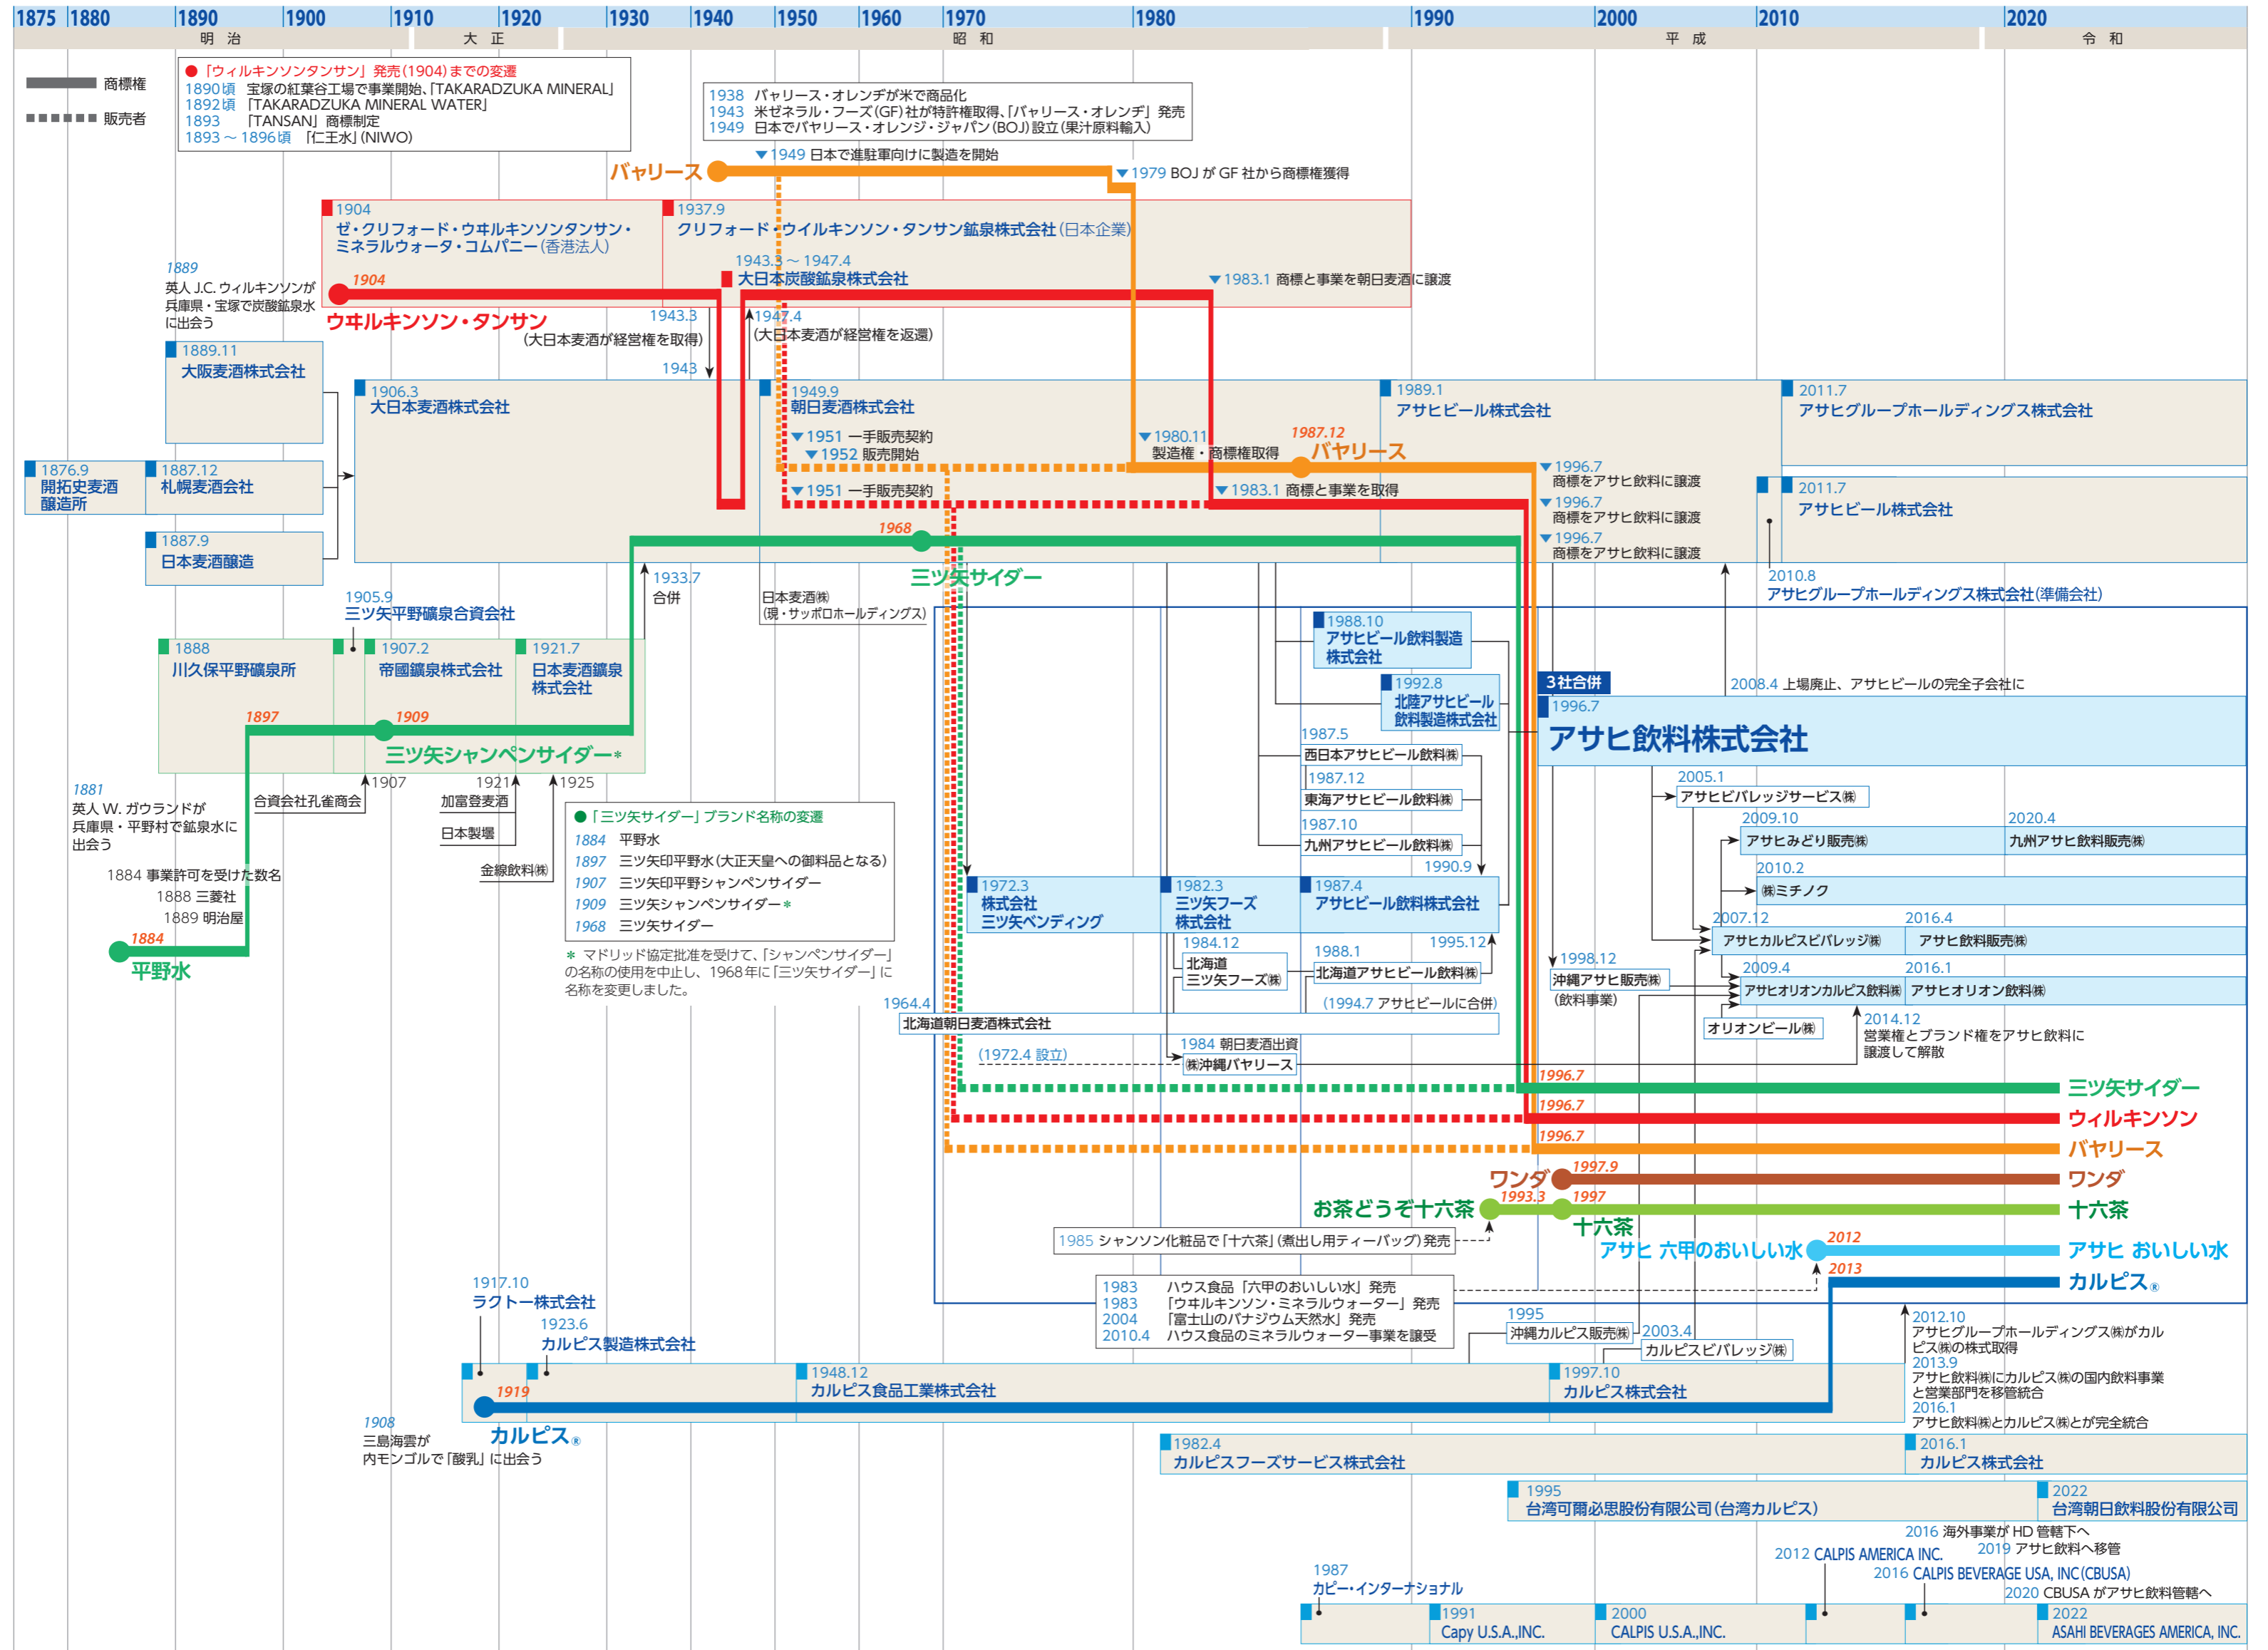 1875 1880 1890 1900 1910 1920 1930 1940 1950 1960 1970 1980 1990 2000 2010 2020
明 治
大 正
昭 和
平 成
令 和
商標権
販売者
●「ウィルキンソンタンサン」発売(1904)までの変遷
1890頃 宝塚の紅葉谷工場で事業開始、「TAKARADZUKA MINERAL」
1892頃 「TAKARADZUKA MINERAL WATER」
1893 「TANSAN」商標制定
1893 ～ 1896頃 「仁王水」(NIWO)
1938 バャリース・オレンヂが米で商品化
1943 米ゼネラル・フーズ(GF)社が特許権取得、「バャリース・オレンヂ」発売
1949 日本でバヤリース・オレンジ・ジャパン(BOJ)設立(果汁原料輸入)
▼1949 日本で進駐軍向けに製造を開始
バャリース
▼1979 BOJ が GF 社から商標権獲得
1904
ゼ・クリフォード・ウヰルキンソンタンサン・
ミネラルウォータ・コムパニー(香港法人)
1937.9
クリフォード・ウイルキンソン・タンサン鉱泉株式会社(日本企業)
1943.3 ～ 1947.4
大日本炭酸鉱泉株式会社
▼1983.1 商標と事業を朝日麦酒に譲渡
1889
英人 J.C. ウィルキンソンが
兵庫県・宝塚で炭酸鉱泉水
に出会う
1904
ウヰルキンソン・タンサン
1943.3
(大日本麦酒が経営権を取得)
1947.4
(大日本麦酒が経営権を返還)
1943
1889.11
大阪麦酒株式会社
1906.3
大日本麦酒株式会社
1949.9
朝日麦酒株式会社
1989.1
アサヒビール株式会社
2011.7
アサヒグループホールディングス株式会社
▼1951 一手販売契約
▼1952 販売開始
▼1980.11
製造権・商標権取得
1987.12
バヤリース
1876.9
開拓史麦酒
醸造所
1887.12
札幌麦酒会社
▼1951 一手販売契約
▼1983.1 商標と事業を取得
▼1996.7
商標をアサヒ飲料に譲渡
▼1996.7
商標をアサヒ飲料に譲渡
▼1996.7
商標をアサヒ飲料に譲渡
2011.7
アサヒビール株式会社
1887.9
日本麦酒醸造
1968
三ツ矢サイダー
1933.7
合併
日本麦酒㈱
(現・サッポロホールディングス)
2010.8
アサヒグループホールディングス株式会社(準備会社)
1905.9
三ツ矢平野礦泉合資会社
1888
川久保平野礦泉所
1907.2
帝國鑛泉株式会社
1921.7
日本麦酒鑛泉
株式会社
1988.10
アサヒビール飲料製造
株式会社
1992.8
北陸アサヒビール
飲料製造株式会社
3社合併
1996.7
アサヒ飲料株式会社
2008.4 上場廃止、アサヒビールの完全子会社に
1897
1909
三ツ矢シャンペンサイダー*
1907
合資会社孔雀商会
1921
加富登麦酒
日本製壜
1925
金線飲料㈱
1881
英人 W. ガウランドが
兵庫県・平野村で鉱泉水に
出会う
1884 事業許可を受けた数名
1888 三菱社
1889 明治屋
1884
平野水
●「三ツ矢サイダー」ブランド名称の変遷
1884 平野水
1897 三ツ矢印平野水(大正天皇への御料品となる)
1907 三ツ矢印平野シャンペンサイダー
1909 三ツ矢シャンペンサイダー*
1968 三ツ矢サイダー
* マドリッド協定批准を受けて、「シャンペンサイダー」
の名称の使用を中止し、1968年に「三ツ矢サイダー」に
名称を変更しました。
1987.5
西日本アサヒビール飲料㈱
1987.12
東海アサヒビール飲料㈱
1987.10
九州アサヒビール飲料㈱
1990.9
1972.3
株式会社
三ツ矢ベンディング
1982.3
三ツ矢フーズ
株式会社
1987.4
アサヒビール飲料株式会社
1984.12
北海道
三ツ矢フーズ㈱
1988.1
北海道アサヒビール飲料㈱
1995.12
(1994.7 アサヒビールに合併)
1964.4
北海道朝日麦酒株式会社
(1972.4 設立)
1984 朝日麦酒出資
㈱沖縄バヤリース
2005.1
アサヒビバレッジサービス㈱
2009.10
アサヒみどり販売㈱
2020.4
九州アサヒ飲料販売㈱
2010.2
㈱ミチノク
2007.12
アサヒカルピスビバレッジ㈱
2016.4
アサヒ飲料販売㈱
1998.12
沖縄アサヒ販売㈱
(飲料事業)
2009.4
アサヒオリオンカルピス飲料㈱
2016.1
アサヒオリオン飲料㈱
オリオンビール㈱
2014.12
営業権とブランド権をアサヒ飲料に
譲渡して解散
1996.7
三ツ矢サイダー
1996.7
ウィルキンソン
1996.7
バヤリース
ワンダ
1997.9
ワンダ
お茶どうぞ十六茶
1993.3
1997
十六茶
十六茶
1985 シャンソン化粧品で「十六茶」(煮出し用ティーバッグ)発売
アサヒ 六甲のおいしい水
2012
アサヒ おいしい水
2013
カルピス®
1983 ハウス食品「六甲のおいしい水」発売
1983 「ウヰルキンソン・ミネラルウォーター」発売
2004 「富士山のバナジウム天然水」発売
2010.4 ハウス食品のミネラルウォーター事業を譲受
1917.10
ラクトー株式会社
1923.6
カルピス製造株式会社
1948.12
カルピス食品工業株式会社
1995
沖縄カルピス販売㈱
2003.4
カルピスビバレッジ㈱
1997.10
カルピス株式会社
2012.10
アサヒグループホールディングス㈱がカル
ピス㈱の株式取得
2013.9
アサヒ飲料㈱にカルピス㈱の国内飲料事業
と営業部門を移管統合
2016.1
アサヒ飲料㈱とカルピス㈱とが完全統合
1919
カルピス®
1908
三島海雲が
内モンゴルで「酸乳」に出会う
1982.4
カルピスフーズサービス株式会社
2016.1
カルピス株式会社
1995
台湾可爾必思股份有限公司(台湾カルピス)
2022
台湾朝日飲料股份有限公司
2016 海外事業が HD 管轄下へ
2019 アサヒ飲料へ移管
2012 CALPIS AMERICA INC.
2016 CALPIS BEVERAGE USA, INC(CBUSA)
2020 CBUSA がアサヒ飲料管轄へ
1987
カピー・インターナショナル
1991
Capy U.S.A.,INC.
2000
CALPIS U.S.A.,INC.
2022
ASAHI BEVERAGES AMERICA, INC.